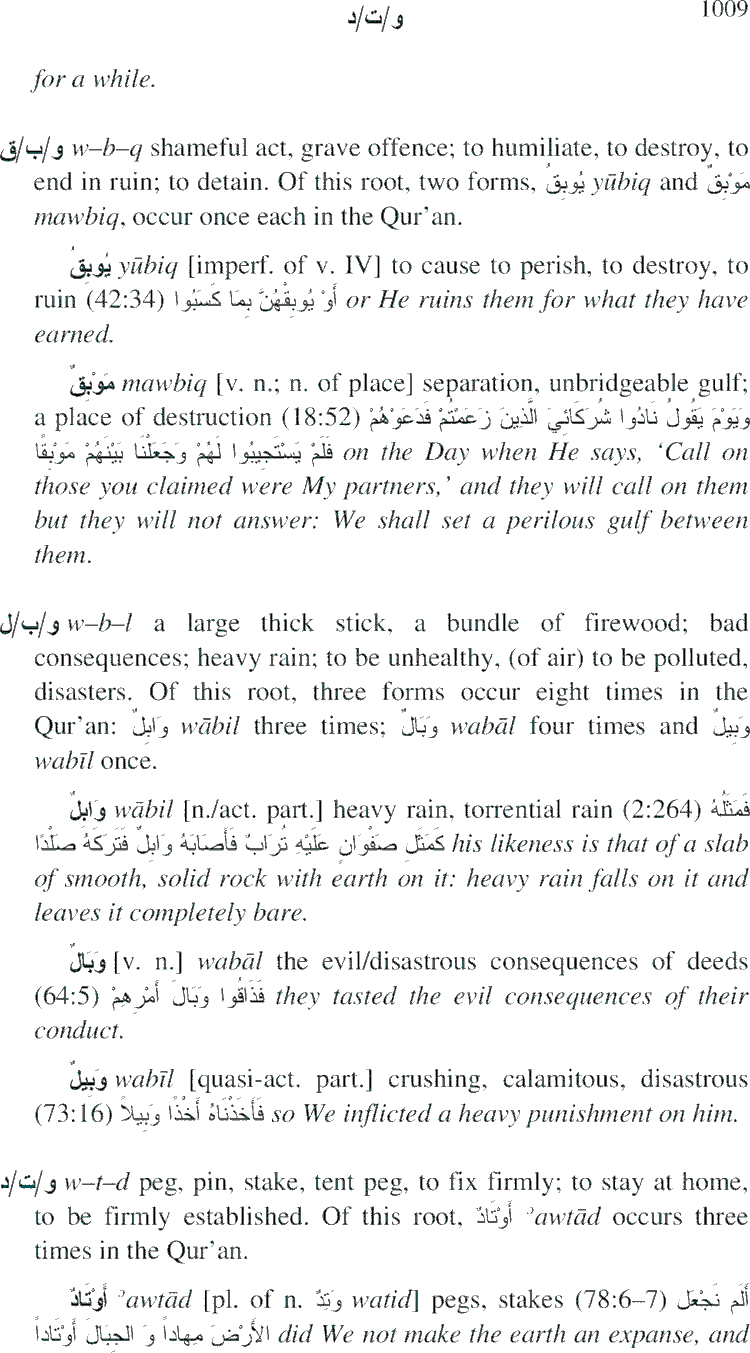 و/ت/د 1009
for a while.
و/ب/ق w–b–q shameful act, grave offence; to humiliate, to destroy, to
end in ruin; to detain. Of this root, two forms, يُوبِقُ yūbiq and مَوْبِقٌ
mawbiq, occur once each in the Qur'an.
يُوبِقُ yūbiq [imperf. of v. IV] to cause to perish, to destroy, to
ruin (42:34) أَوْ يُوبِقْهُنَّ بِمَا كَسَبُوا or He ruins them for what they have
earned.
مَوْبِقٌ mawbiq [v. n.; n. of place] separation, unbridgeable gulf;
a place of destruction (18:52) وَيَوْمَ يَقُولُ نَادُوا شُرَكَائِيَ الَّذِينَ زَعَمْتُمْ فَدَعَوْهُمْ
فَلَمْ يَسْتَجِيبُوا لَهُمْ وَجَعَلْنَا بَيْنَهُمْ مَوْبِقًا on the Day when He says, ‘Call on
those you claimed were My partners,’ and they will call on them
but they will not answer: We shall set a perilous gulf between
them.
و/ب/ل w–b–l a large thick stick, a bundle of firewood; bad
consequences; heavy rain; to be unhealthy, (of air) to be polluted,
disasters. Of this root, three forms occur eight times in the
Qur'an: وَابِلٌ wābil three times; وَبَالٌ wabāl four times and وَبِيلٌ
wabīl once.
وَابِلٌ wābil [n./act. part.] heavy rain, torrential rain (2:264) فَمَثَلُهُ
كَمَثَلِ صَفْوَانٍ عَلَيْهِ تُرَابٌ فَأَصَابَهُ وَابِلٌ فَتَرَكَهُ صَلْدًا his likeness is that of a slab
of smooth, solid rock with earth on it: heavy rain falls on it and
leaves it completely bare.
وَبَالٌ [v. n.] wabāl the evil/disastrous consequences of deeds
(64:5) فَذَاقُوا وَبَالَ أَمْرِهِمْ they tasted the evil consequences of their
conduct.
وَبِيلٌ wabīl [quasi-act. part.] crushing, calamitous, disastrous
(73:16) فَأَخَذْنَاهُ أَخْذًا وَبِيلاً so We inflicted a heavy punishment on him.
و/ت/د w–t–d peg, pin, stake, tent peg, to fix firmly; to stay at home,
to be firmly established. Of this root, أَوْتَادٌ ʾawtād occurs three
times in the Qur'an.
أَوْتَادٌ ʾawtād [pl. of n. وَتِدٌ watid] pegs, stakes (78:6–7) أَلَم نَجْعَل
الأَرْضَ مِهاداً وَ الجِبَالَ أَوْتَاداً did We not make the earth an expanse, and